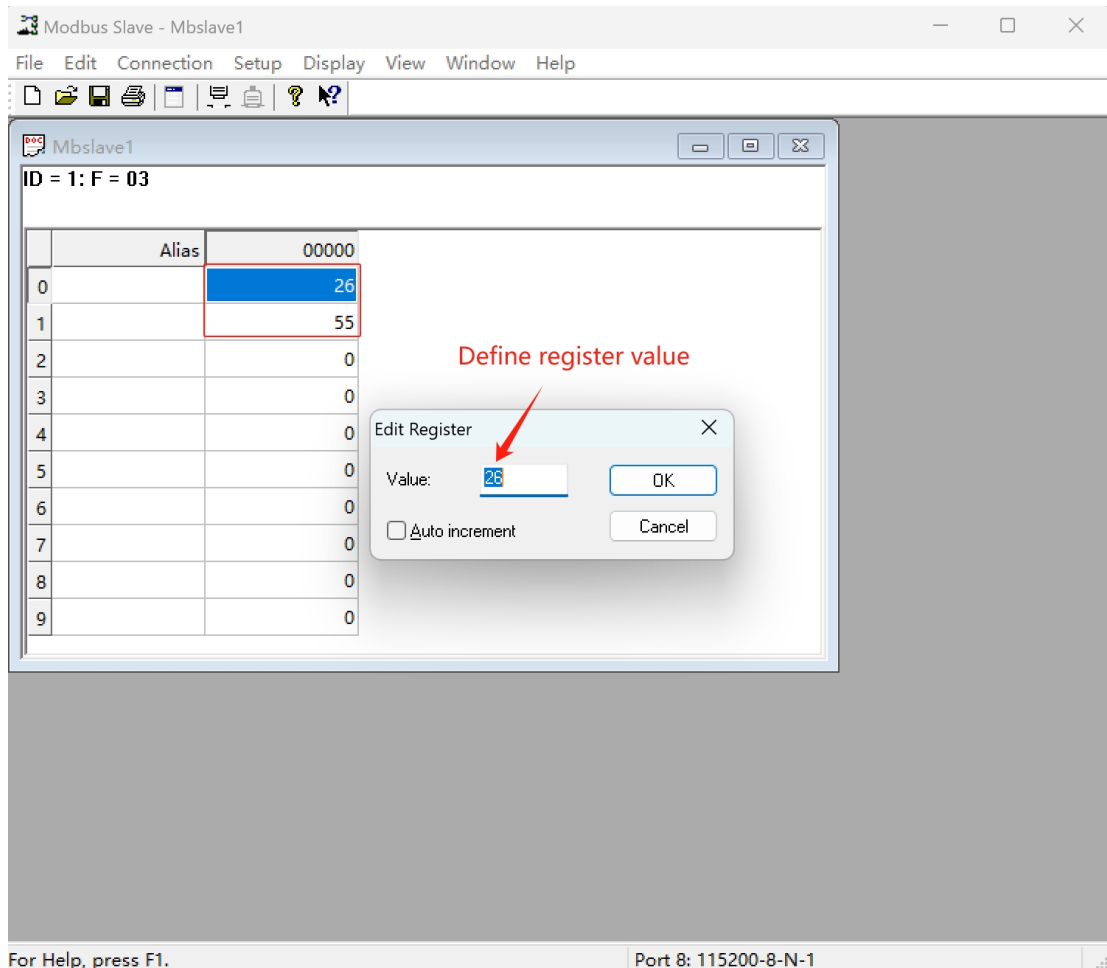 Modbus Slave - Mbslave1
File Edit Connection Setup Display View Window Help
Mbslave1
ID = 1: F = 03
Alias 00000
0 26
1 55
2 0
3 0
4 0
5 0
6 0
7 0
8 0
9 0
Define register value
Edit Register
Value: 26 OK
Auto increment Cancel
For Help, press F1. Port 8: 115200-8-N-1